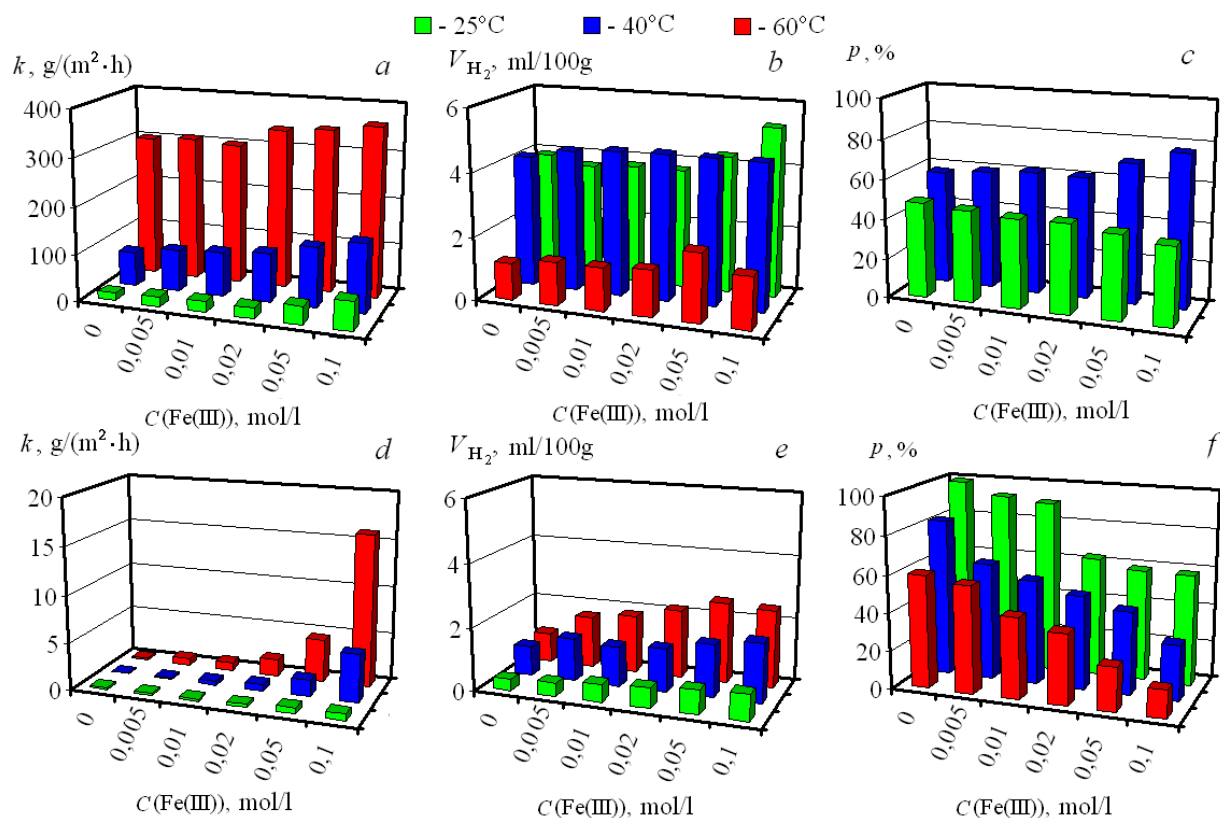 - 25°C - 40°C - 60°C
k, g/(m²·h) a
400
300
200
100
0
0 0,005 0,01 0,02 0,05 0,1
C(Fe(III)), mol/l
V H₂, ml/100g b
6
4
2
0
0 0,005 0,01 0,02 0,05 0,1
C(Fe(III)), mol/l
p, % c
100
80
60
40
20
0
0 0,005 0,01 0,02 0,05 0,1
C(Fe(III)), mol/l
k, g/(m²·h) d
20
15
10
5
0
0 0,005 0,01 0,02 0,05 0,1
C(Fe(III)), mol/l
V H₂, ml/100g e
6
4
2
0
0 0,005 0,01 0,02 0,05 0,1
C(Fe(III)), mol/l
p, % f
100
80
60
40
20
0
0 0,005 0,01 0,02 0,05 0,1
C(Fe(III)), mol/l